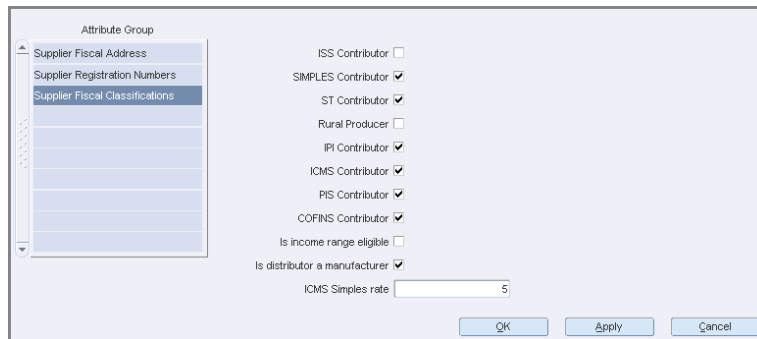 Attribute Group
Supplier Fiscal Address
Supplier Registration Numbers
Supplier Fiscal Classifications
ISS Contributor
SIMPLES Contributor
ST Contributor
Rural Producer
IPI Contributor
ICMS Contributor
PIS Contributor
COFINS Contributor
Is income range eligible
Is distributor a manufacturer
ICMS Simples rate 5
OK Apply Cancel